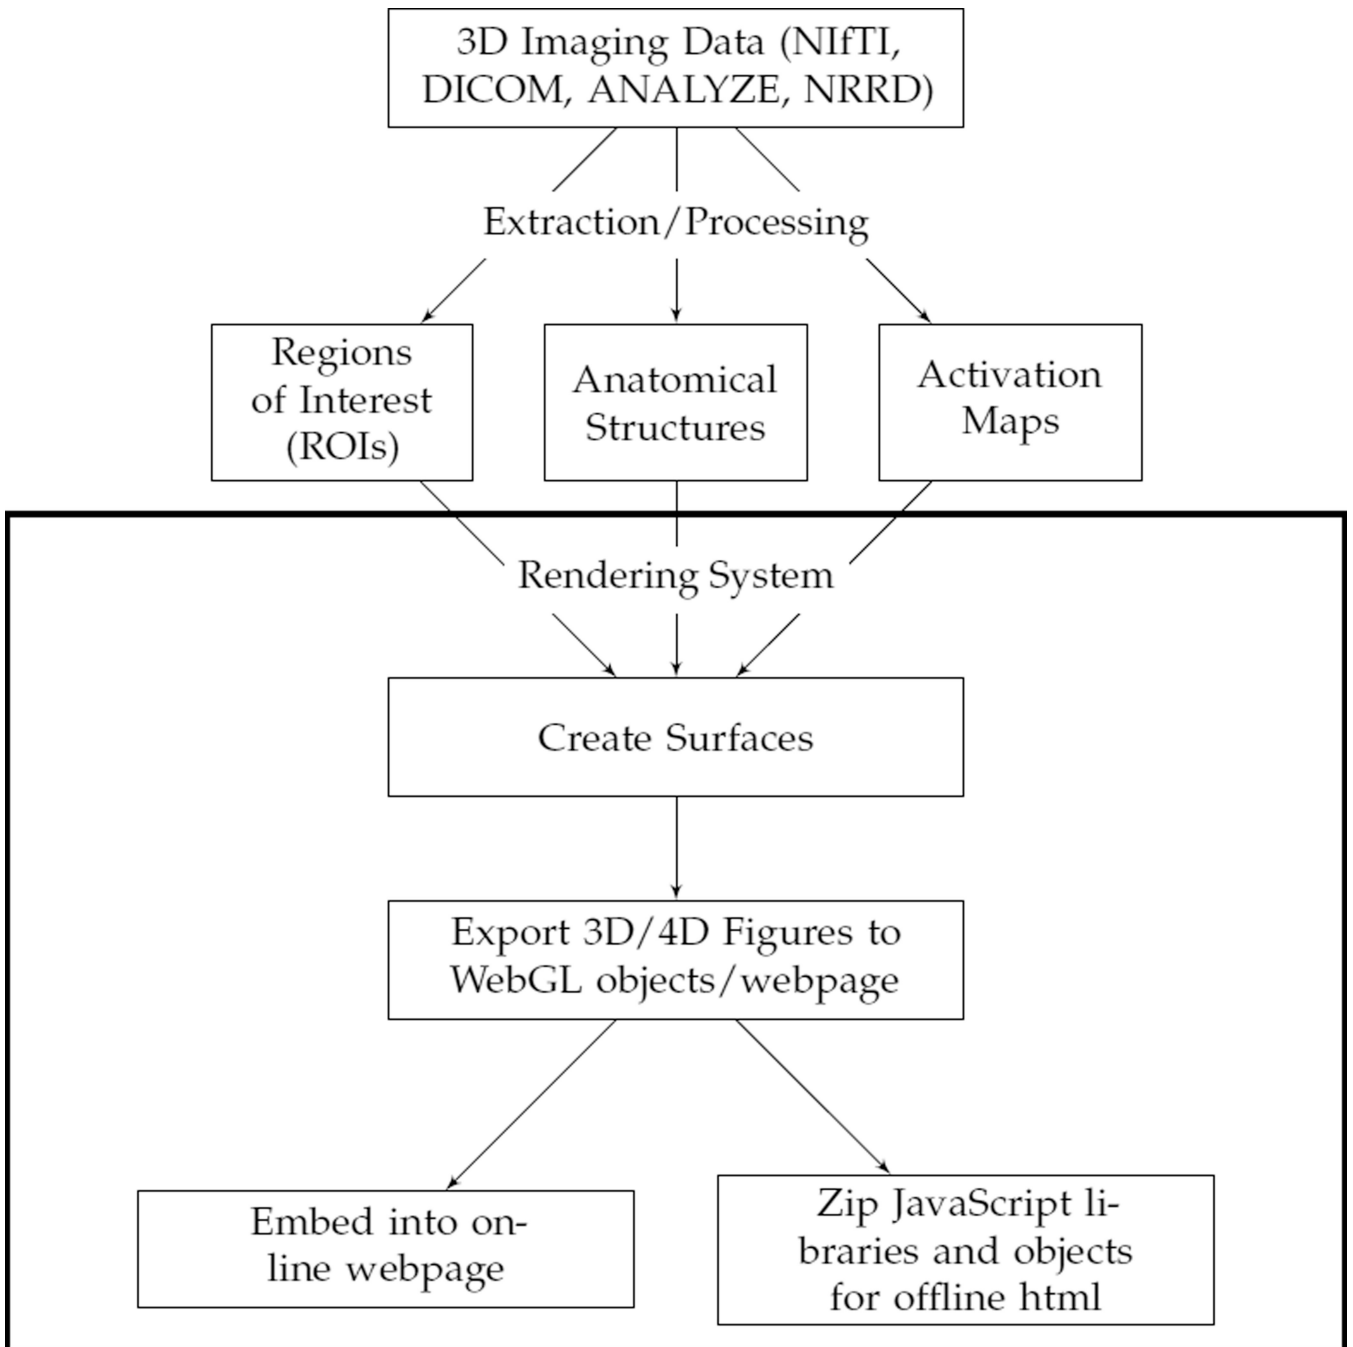 3D Imaging Data (NIfTI,
DICOM, ANALYZE, NRRD)
Extraction/Processing
Regions
of Interest
(ROIs)
Anatomical
Structures
Activation
Maps
Rendering System
Create Surfaces
Export 3D/4D Figures to
WebGL objects/webpage
Embed into on-
line webpage
Zip JavaScript li-
braries and objects
for offline html